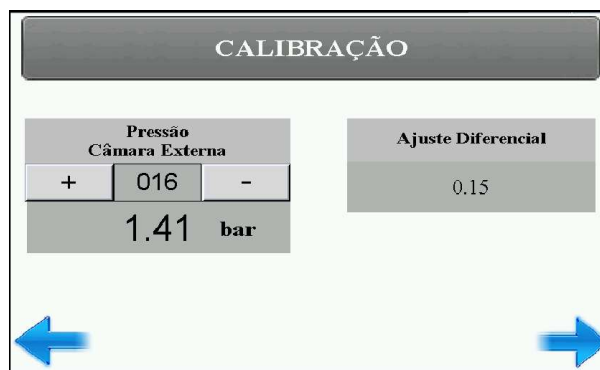 CALIBRAÇÃO
Pressão
Câmara Externa
+ 016 -
1.41 bar
Ajuste Diferencial
0.15